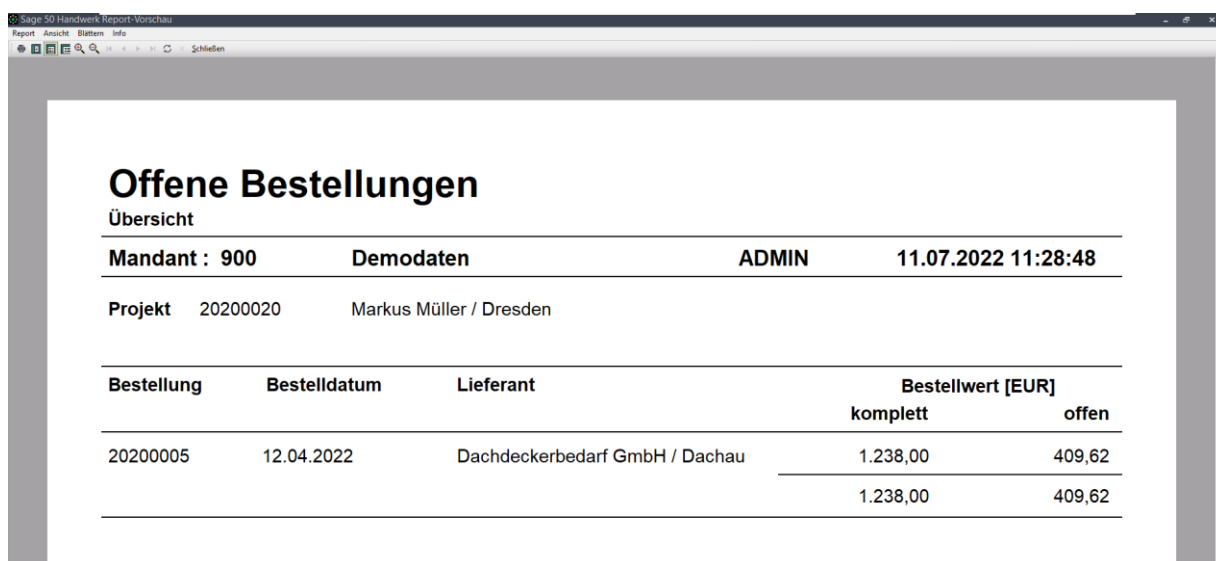 Sage 50 Handwerk Report-Vorschau
Report Ansicht Blättern Info
Schließen
Offene Bestellungen
Übersicht
Mandant : 900 Demodaten ADMIN 11.07.2022 11:28:48
Projekt 20200020 Markus Müller / Dresden
Bestellung Bestelldatum Lieferant Bestellwert [EUR]
komplett offen
20200005 12.04.2022 Dachdeckerbedarf GmbH / Dachau 1.238,00 409,62
1.238,00 409,62